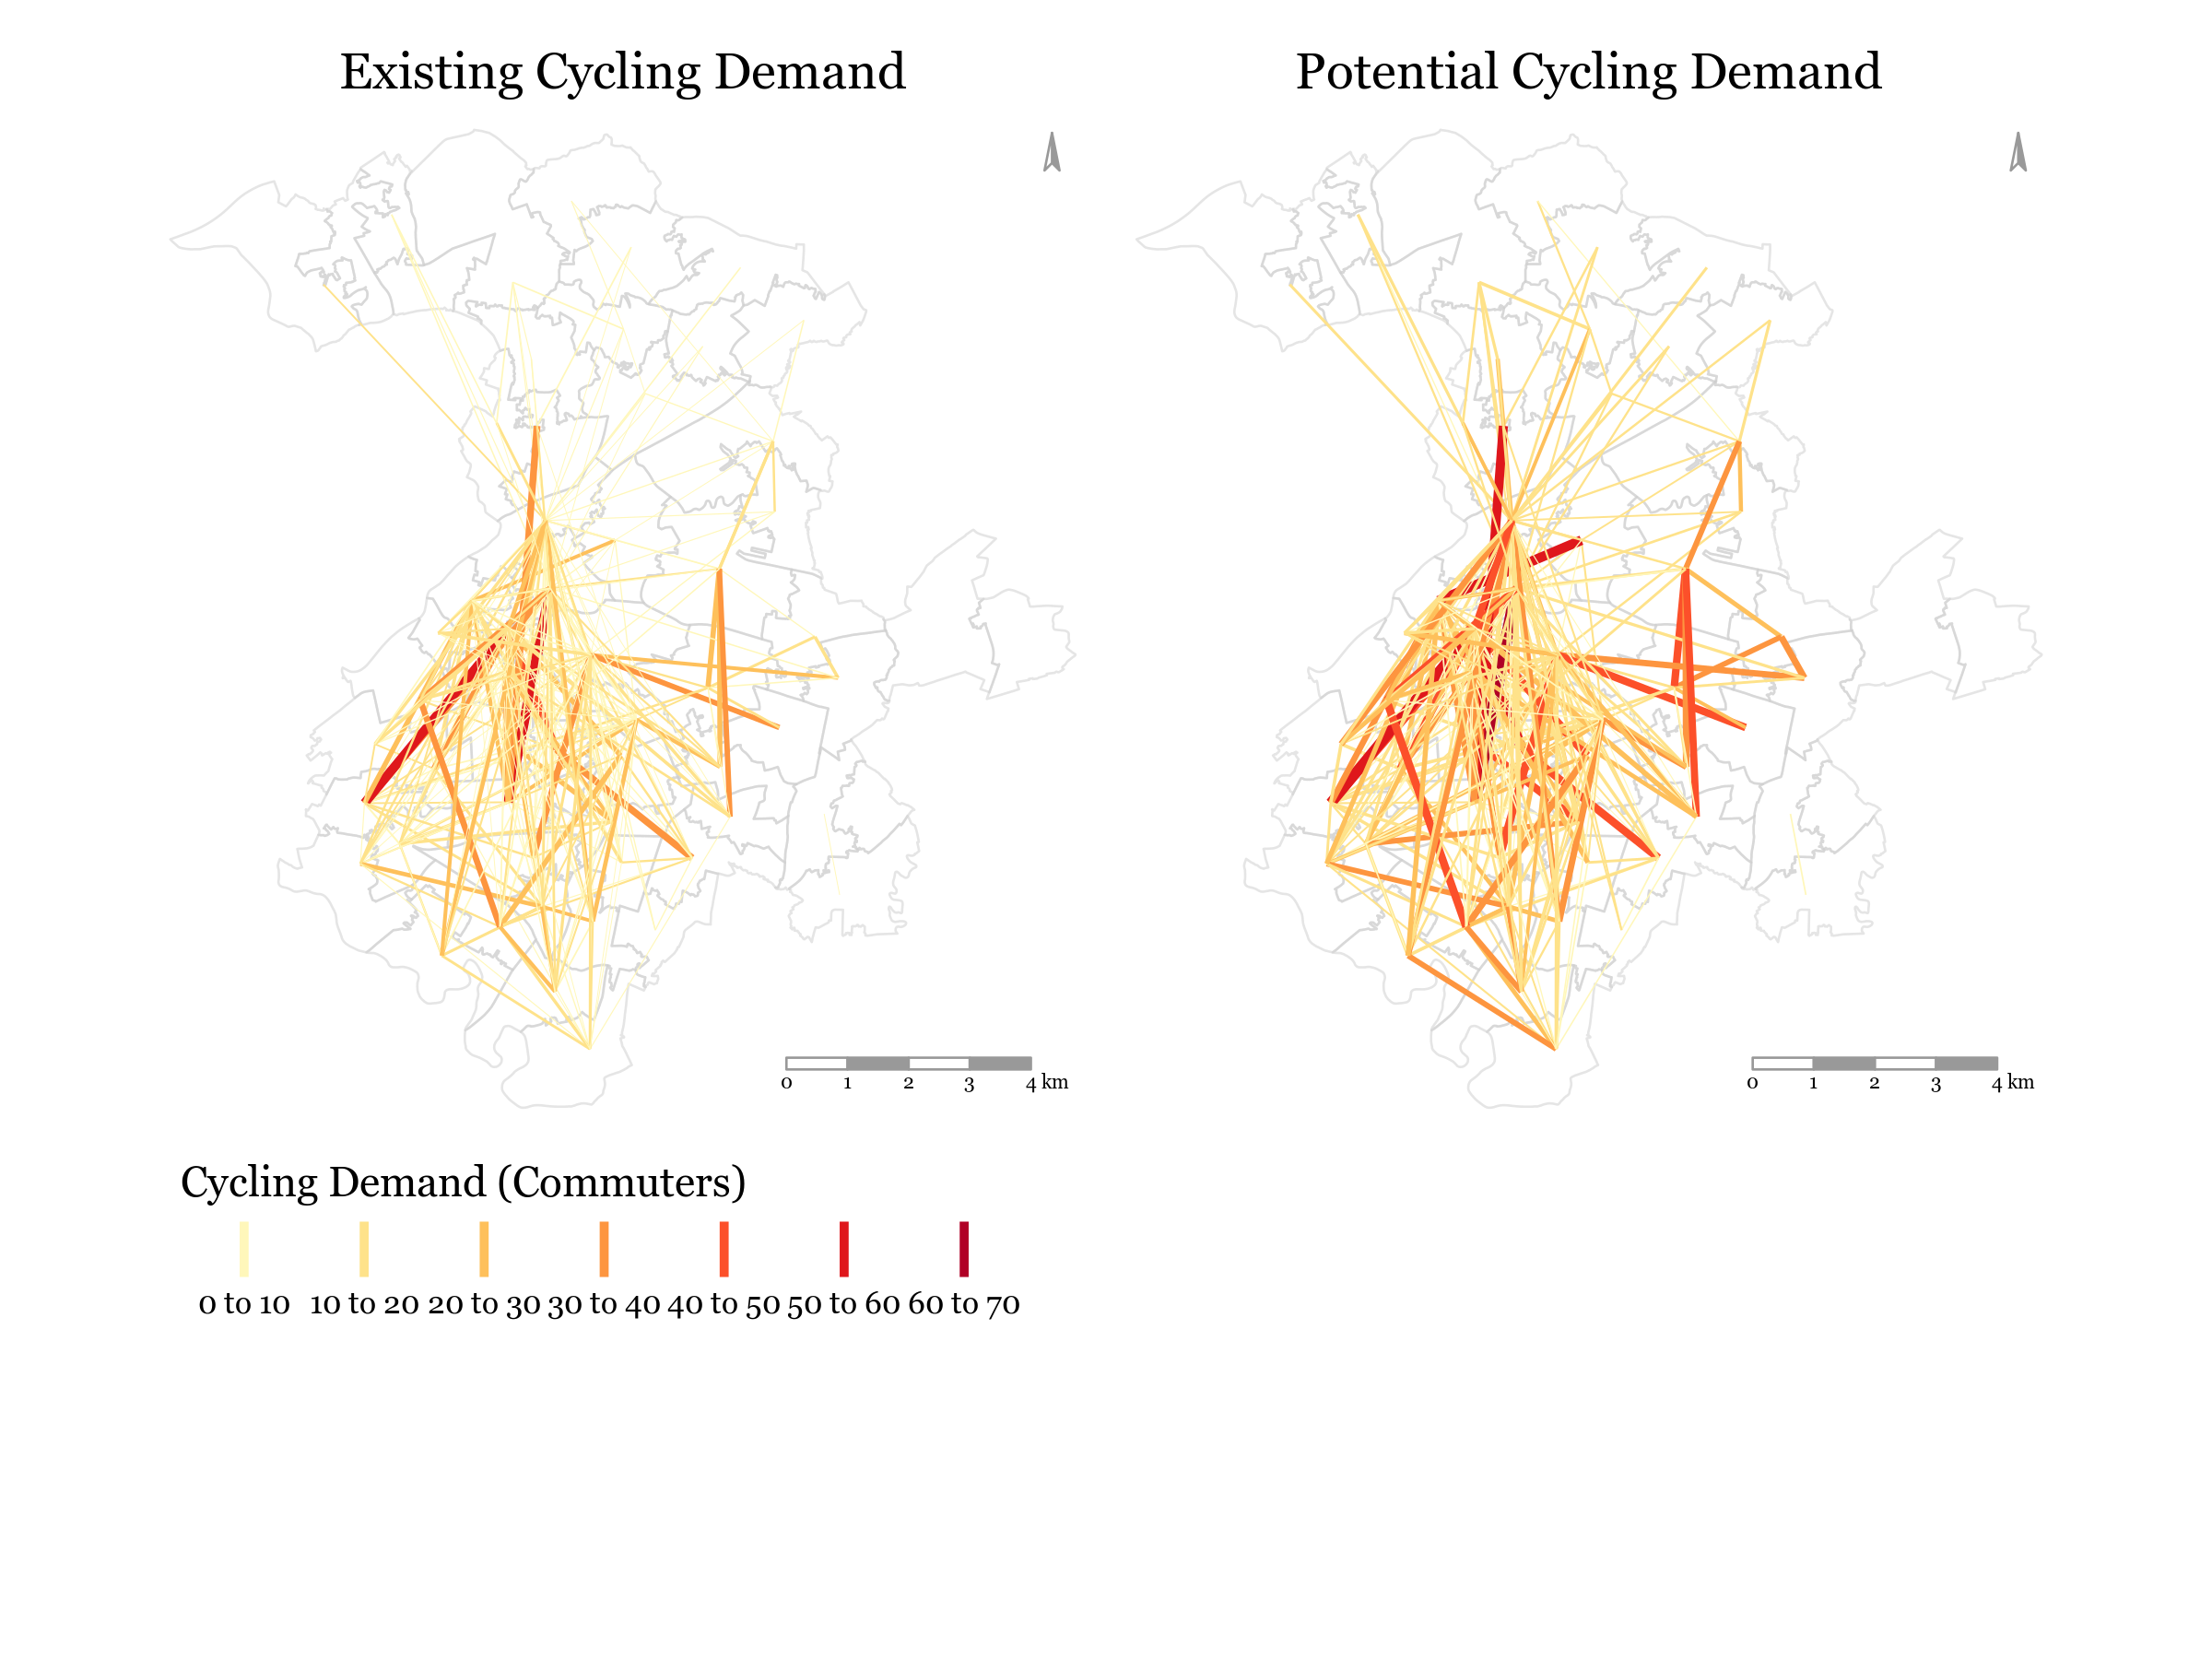 Existing Cycling Demand
Potential Cycling Demand
0 1 2 3 4 km
0 1 2 3 4 km
Cycling Demand (Commuters)
0 to 10 10 to 20 20 to 30 30 to 40 40 to 50 50 to 60 60 to 70